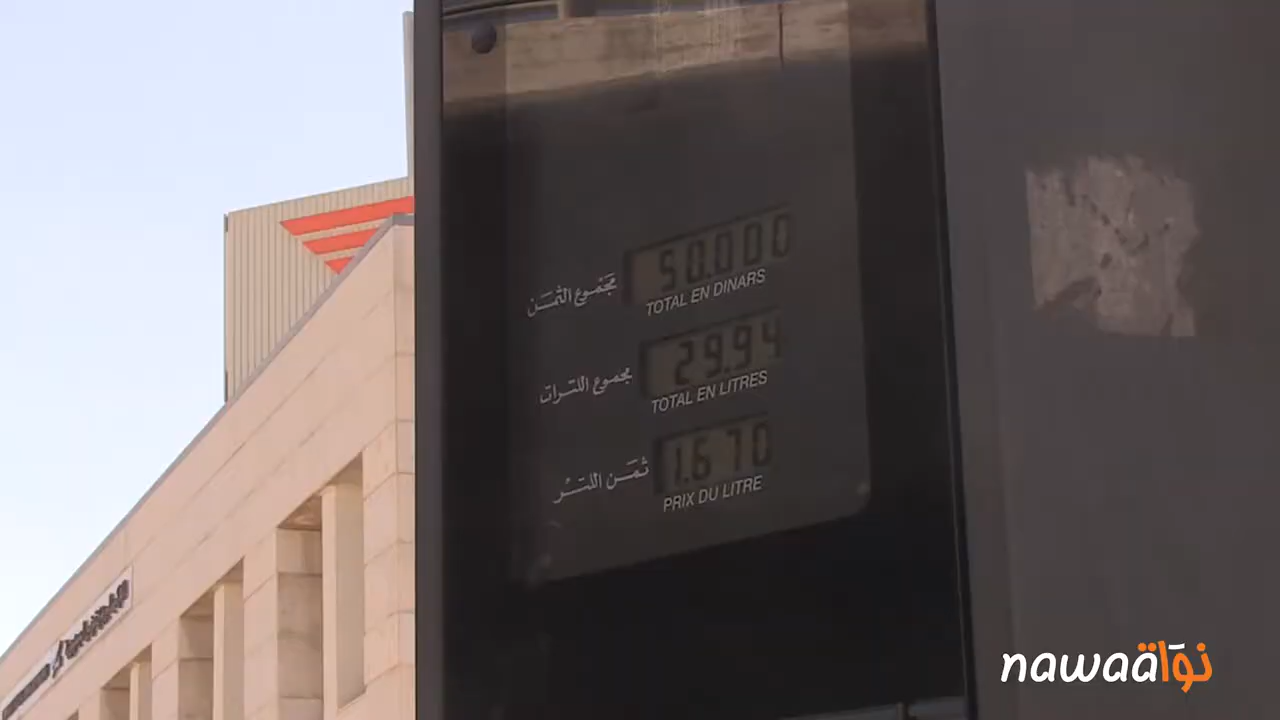 مجموع الثمن 50.000
TOTAL EN DINARS
مجموع اللترات 29.94
TOTAL EN LITRES
ثمن اللتر 1.670
PRIX DU LITRE
nawaat نواة